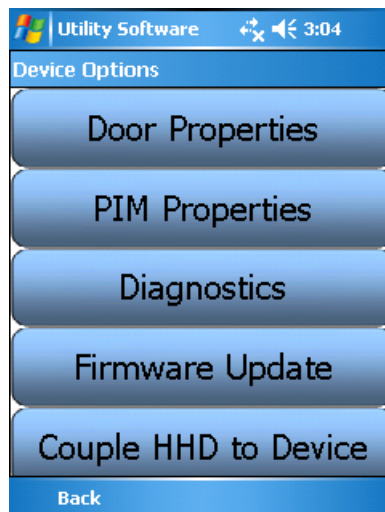 Utility Software 3:04
Device Options
Door Properties
PIM Properties
Diagnostics
Firmware Update
Couple HHD to Device
Back